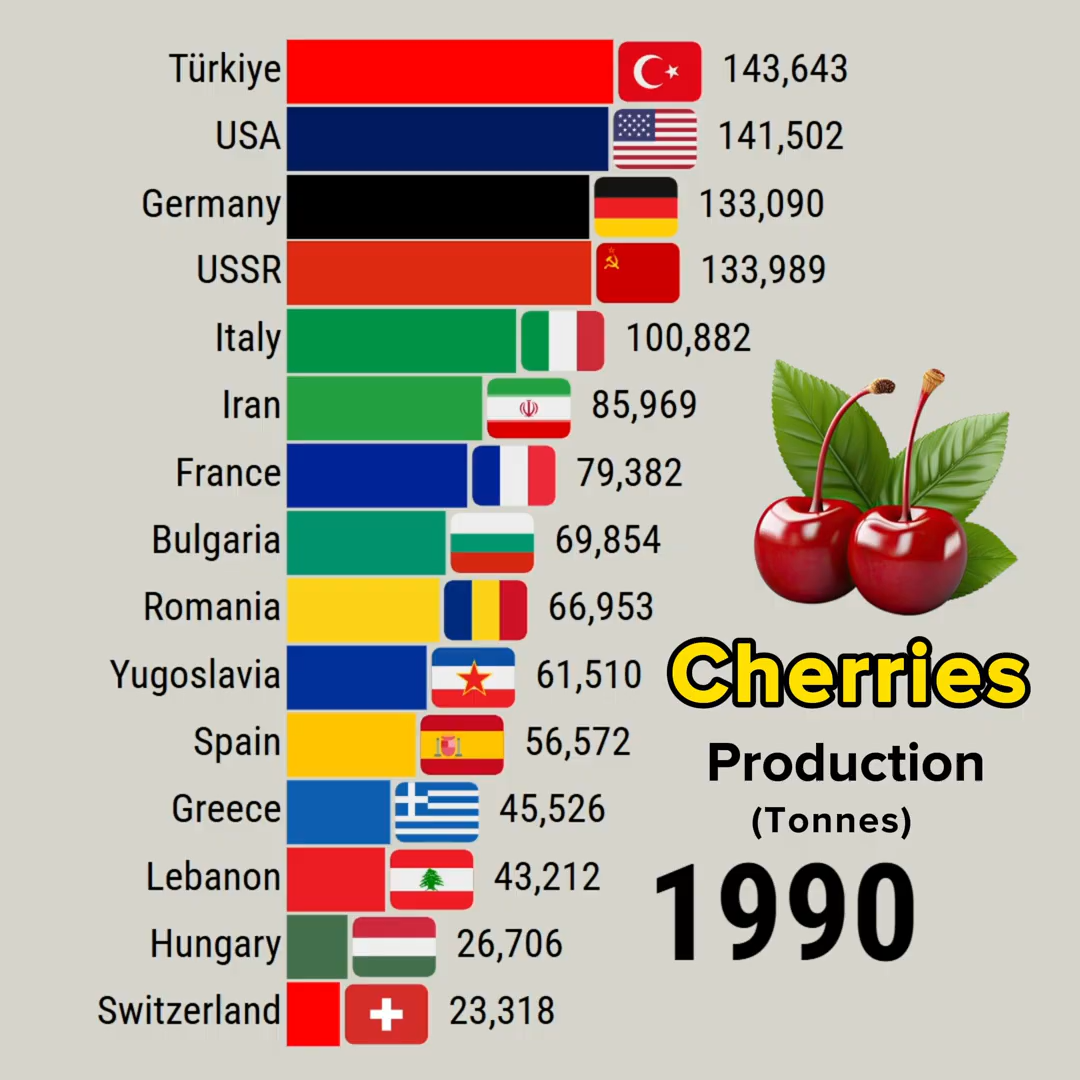 Türkiye 143,643
USA 141,502
Germany 133,090
USSR 133,989
Italy 100,882
Iran 85,969
France 79,382
Bulgaria 69,854
Romania 66,953
Yugoslavia 61,510
Spain 56,572
Greece 45,526
Lebanon 43,212
Hungary 26,706
Switzerland 23,318
Cherries
Production
(Tonnes)
1990